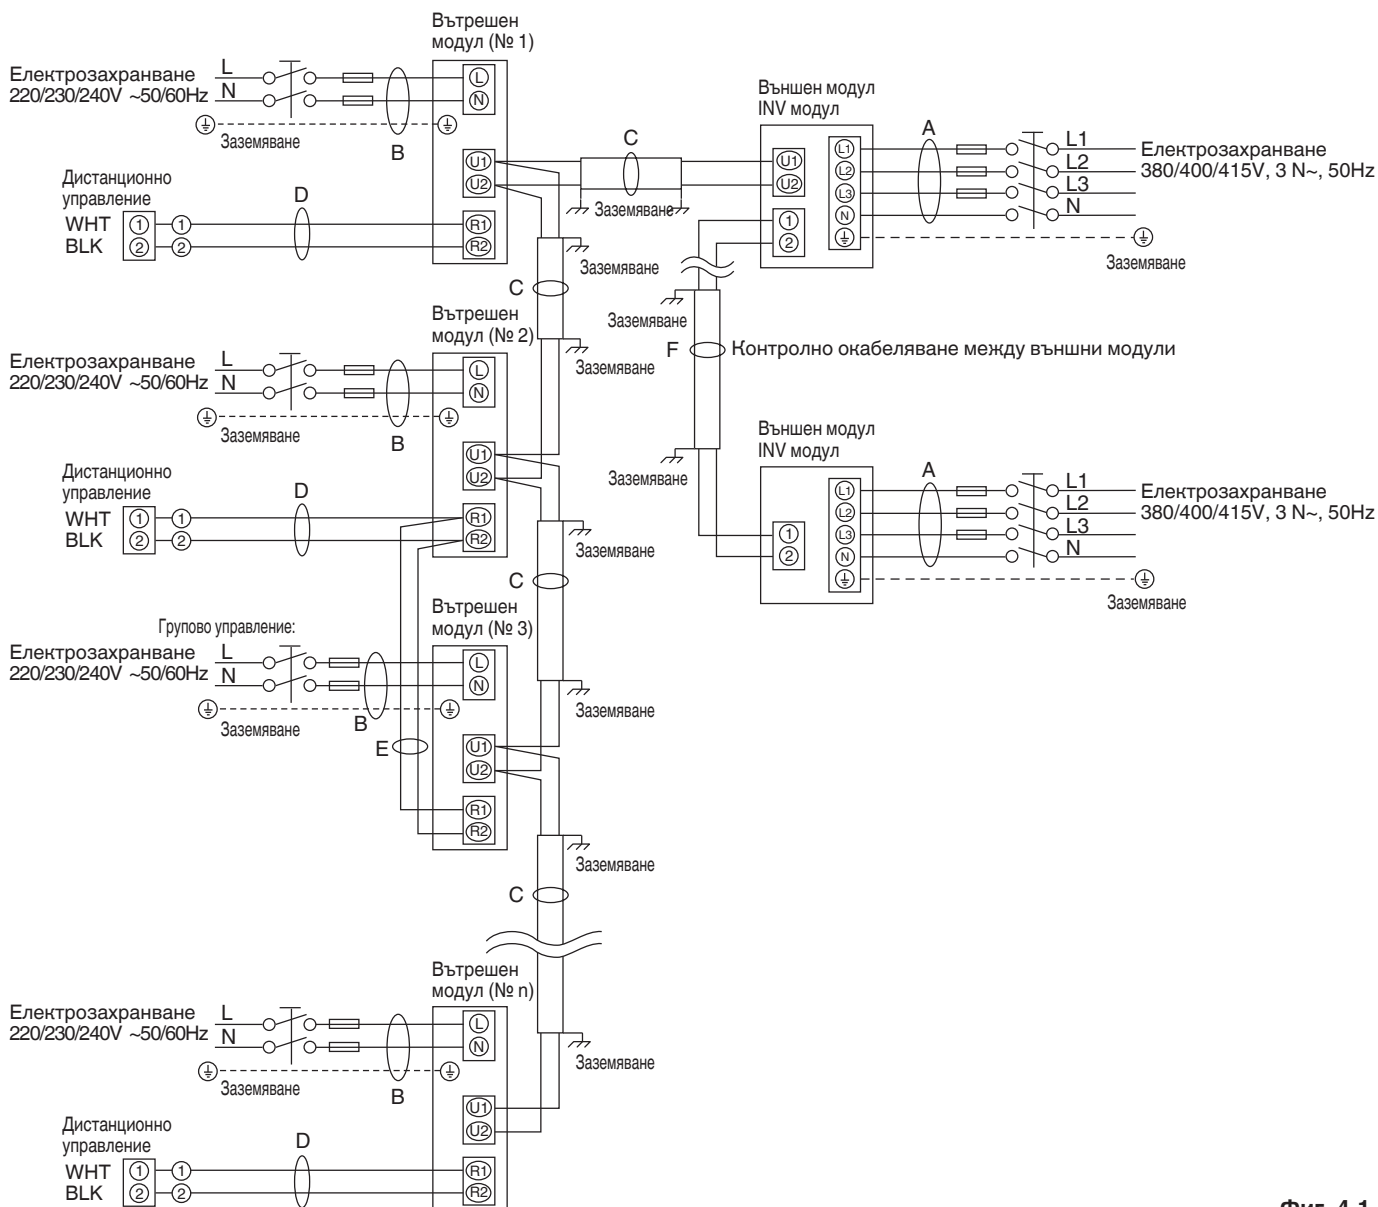 Вътрешен
модул (№ 1)
Електрозахранване
220/230/240V ~50/60Hz
L
N
L
N
Заземяване
B
U1
U2
Дистанционно
управление
WHT
BLK
1
2
1
2
D
R1
R2
C
Заземяване
Външен модул
INV модул
U1
U2
1
2
L1
L2
L3
N
A
L1
L2
L3
N
Електрозахранване
380/400/415V, 3 N~, 50Hz
Заземяване
Заземяване
C
Заземяване
Заземяване
F
Контролно окабеляване между външни модули
Заземяване
Вътрешен
модул (№ 2)
Електрозахранване
220/230/240V ~50/60Hz
L
N
L
N
Заземяване
B
U1
U2
Дистанционно
управление
WHT
BLK
1
2
1
2
D
R1
R2
Заземяване
C
Външен модул
INV модул
1
2
L1
L2
L3
N
A
L1
L2
L3
N
Електрозахранване
380/400/415V, 3 N~, 50Hz
Заземяване
Вътрешен
модул (№ 3)
Групово управление:
Електрозахранване
220/230/240V ~50/60Hz
L
N
L
N
Заземяване
B
E
U1
U2
R1
R2
Заземяване
Заземяване
C
Вътрешен
модул (№ n)
Електрозахранване
220/230/240V ~50/60Hz
L
N
L
N
Заземяване
B
Заземяване
U1
U2
Дистанционно
управление
WHT
BLK
1
2
1
2
D
R1
R2
Фиг. 4-1